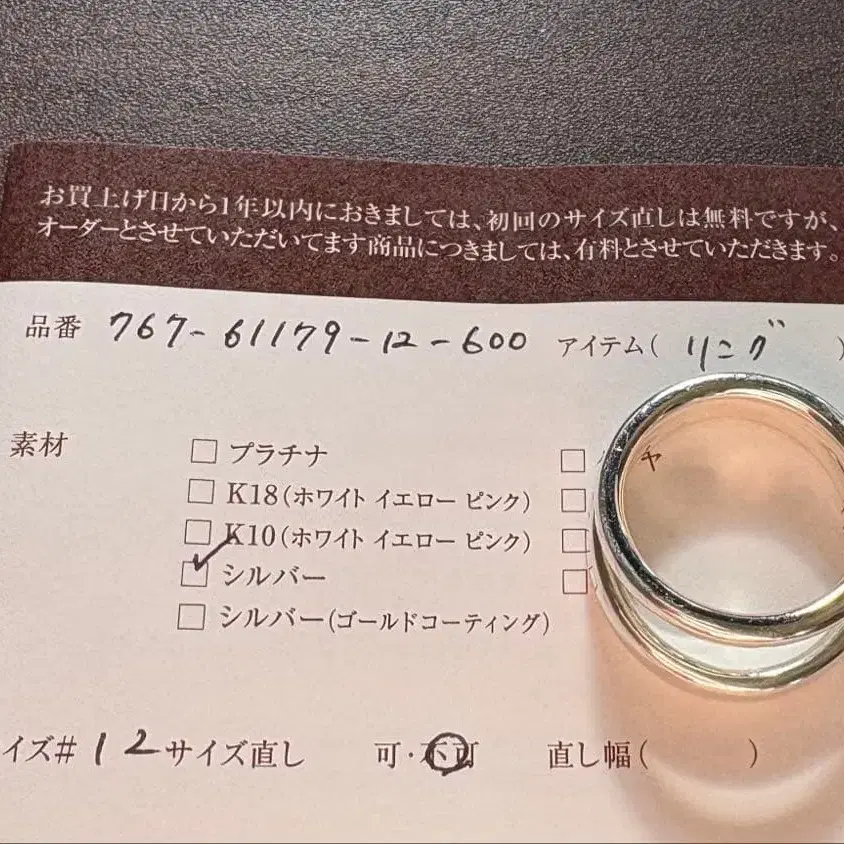 お買上げ日から1年以内におきましては、初回のサイズ直しは無料ですが、
オーダーとさせていただいてます商品につきましては、有料とさせていただきます。
品番 767-61179-12-600 アイテム( リング )
素材
□ プラチナ □
□ K18(ホワイト イエロー ピンク) □
□ K10(ホワイト イエロー ピンク) □
☑ シルバー □
□ シルバー(ゴールドコーティング)
イズ# 12 サイズ直し 可・不可 直し幅( )